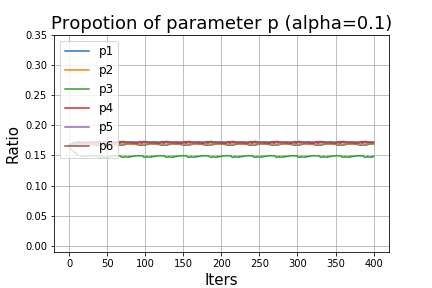 Propotion of parameter p (alpha=0.1)
0.35
0.30
0.25
0.20
0.15
0.10
0.05
0.00
Ratio
p1
p2
p3
p4
p5
p6
0 50 100 150 200 250 300 350 400
Iters